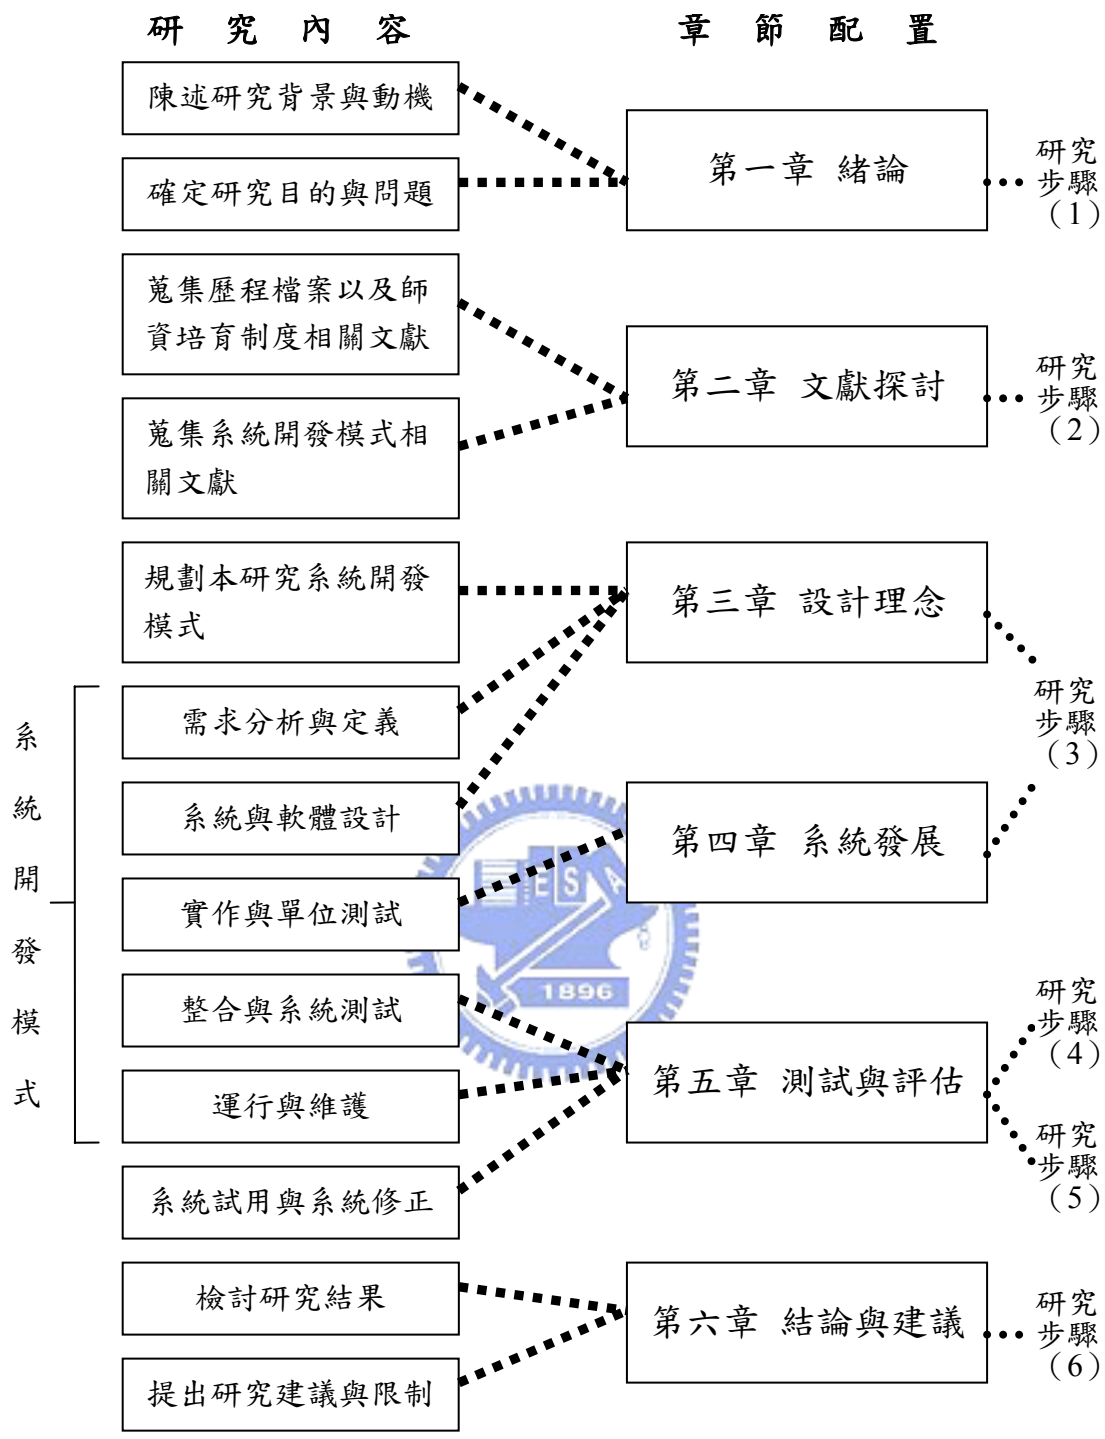 研究內容
章節配置
陳述研究背景與動機
確定研究目的與問題
第一章 緒論
研究
步驟
（1）
蒐集歷程檔案以及師
資培育制度相關文獻
蒐集系統開發模式相
關文獻
第二章 文獻探討
研究
步驟
（2）
規劃本研究系統開發
模式
第三章 設計理念
系統開發模式
需求分析與定義
系統與軟體設計
研究
步驟
（3）
第四章 系統發展
實作與單位測試
ESA
1896
整合與系統測試
運行與維護
系統試用與系統修正
第五章 測試與評估
研究
步驟
（4）
研究
步驟
（5）
檢討研究結果
提出研究建議與限制
第六章 結論與建議
研究
步驟
（6）